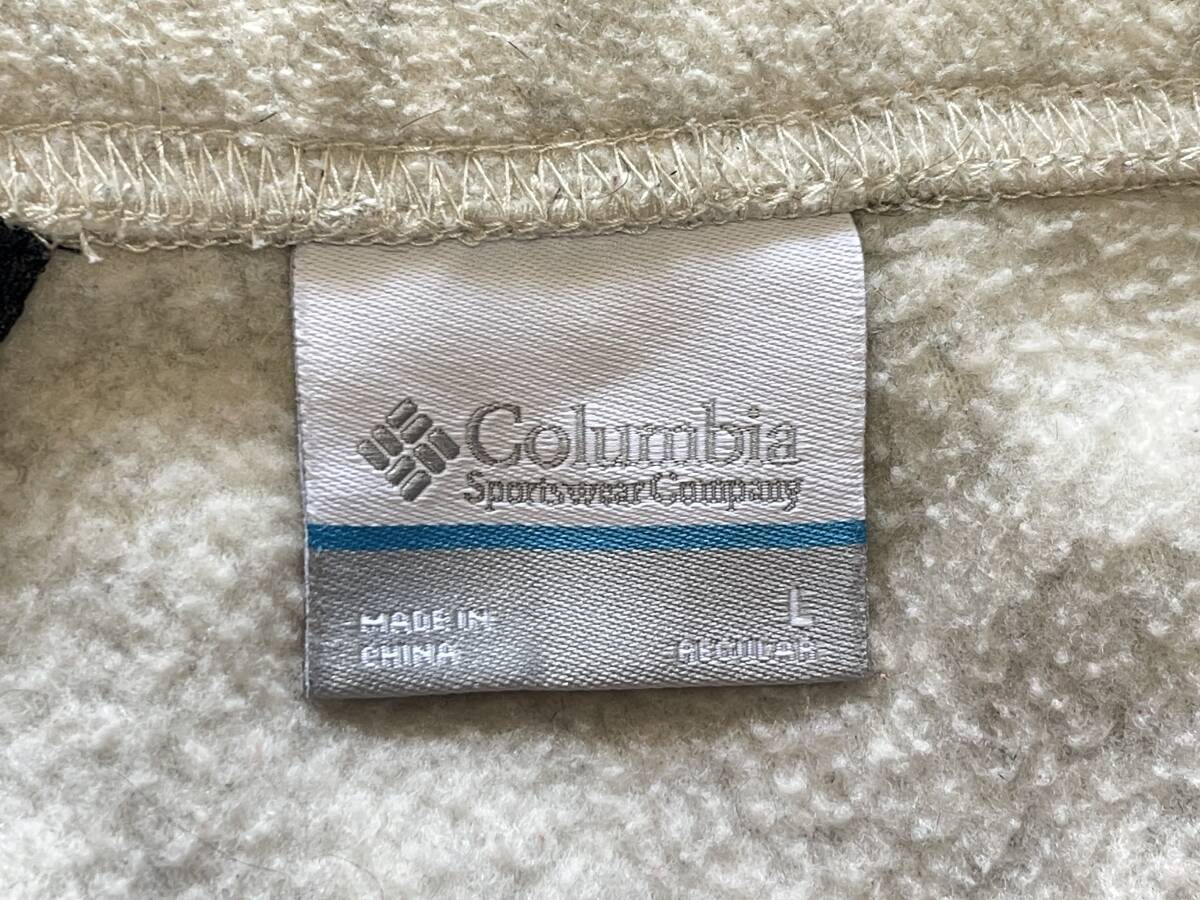 Columbia
Sportswear Company
L
MADE IN
CHINA
REGULAR